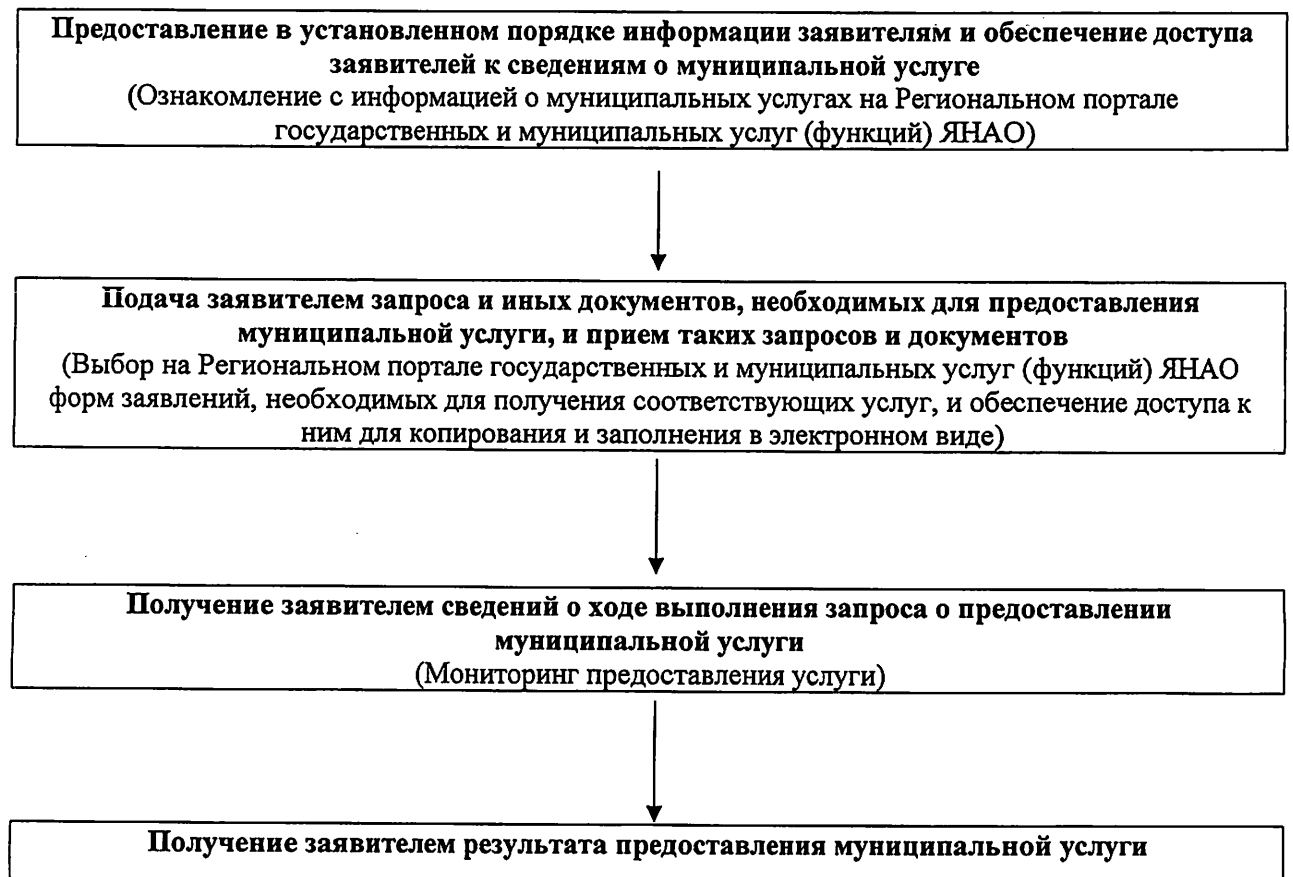 Предоставление в установленном порядке информации заявителям и обеспечение доступа
заявителей к сведениям о муниципальной услуге
(Ознакомление с информацией о муниципальных услугах на Региональном портале
государственных и муниципальных услуг (функций) ЯНАО)
Подача заявителем запроса и иных документов, необходимых для предоставления
муниципальной услуги, и прием таких запросов и документов
(Выбор на Региональном портале государственных и муниципальных услуг (функций) ЯНАО
форм заявлений, необходимых для получения соответствующих услуг, и обеспечение доступа к
ним для копирования и заполнения в электронном виде)
Получение заявителем сведений о ходе выполнения запроса о предоставлении
муниципальной услуги
(Мониторинг предоставления услуги)
Получение заявителем результата предоставления муниципальной услуги